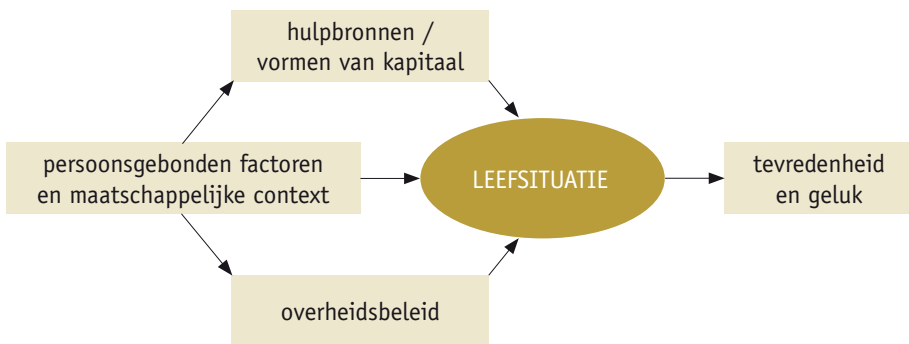 hulpbronnen /
vormen van kapitaal
persoonsgebonden factoren
en maatschappelijke context
LEEFSITUATIE
tevredenheid
en geluk
overheidsbeleid